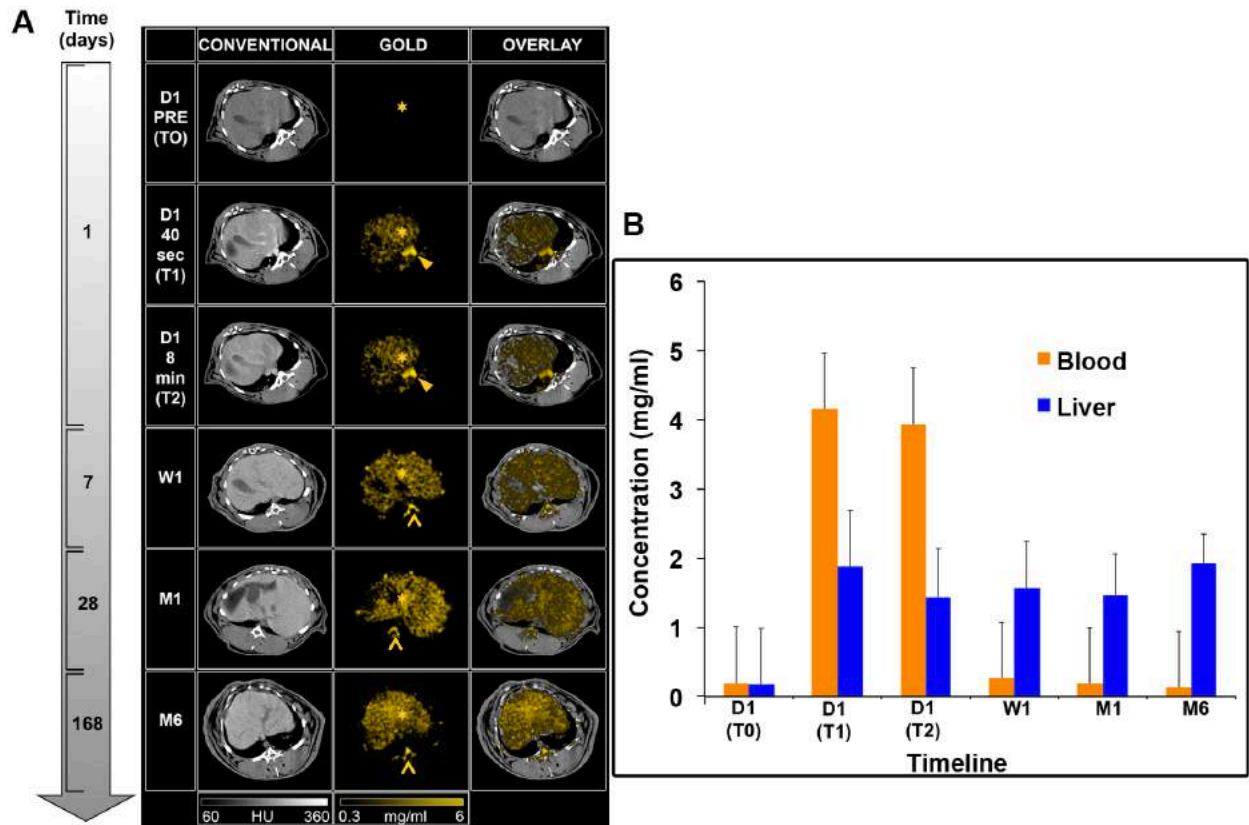 A
Time
(days)
1
7
28
168
CONVENTIONAL GOLD OVERLAY
D1
PRE
(TO)
D1
40
sec
(T1)
D1
8
min
(T2)
W1
M1
M6
60 HU 360
0.3 mg/ml 6
B
Concentration (mg/ml)
6
5
4
3
2
1
0
Blood
Liver
D1
(T0)
D1
(T1)
D1
(T2)
W1
M1
M6
Timeline